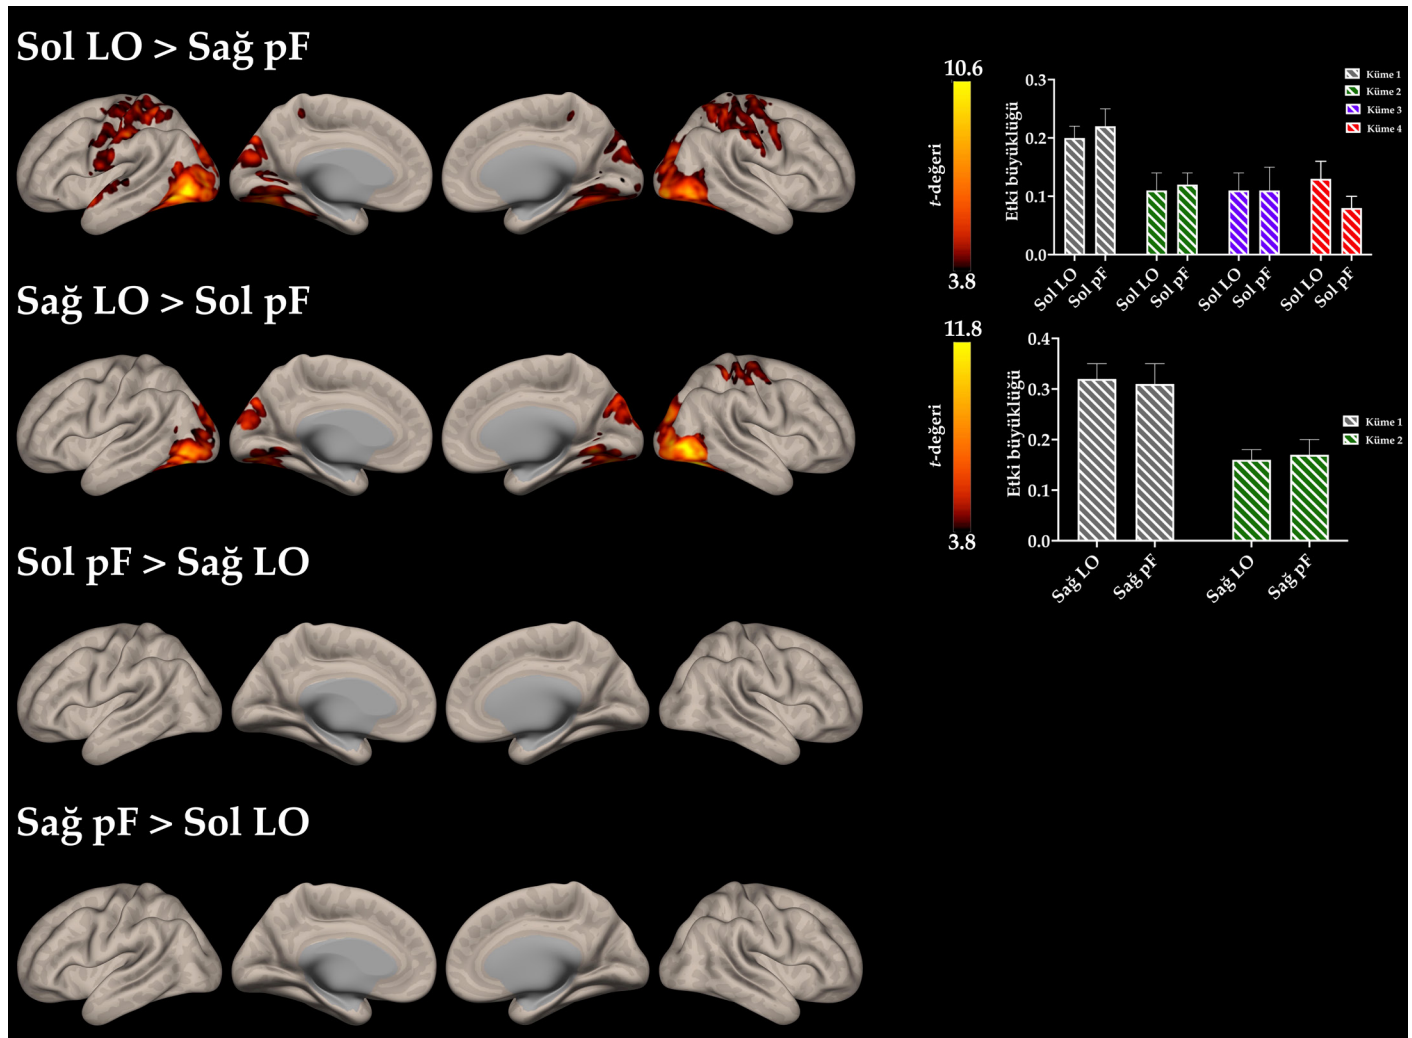 Sol LO > Sağ pF
10.6
t-değeri
3.8
Etki büyüklüğü
0.3
0.2
0.1
0.0
Sol LO
Sol pF
Sol LO
Sol pF
Sol LO
Sol pF
Sol LO
Sol pF
Küme 1
Küme 2
Küme 3
Küme 4
Sağ LO > Sol pF
11.8
t-değeri
3.8
Etki büyüklüğü
0.4
0.3
0.2
0.1
0.0
Sağ LO
Sağ pF
Sağ LO
Sağ pF
Küme 1
Küme 2
Sol pF > Sağ LO
Sağ pF > Sol LO